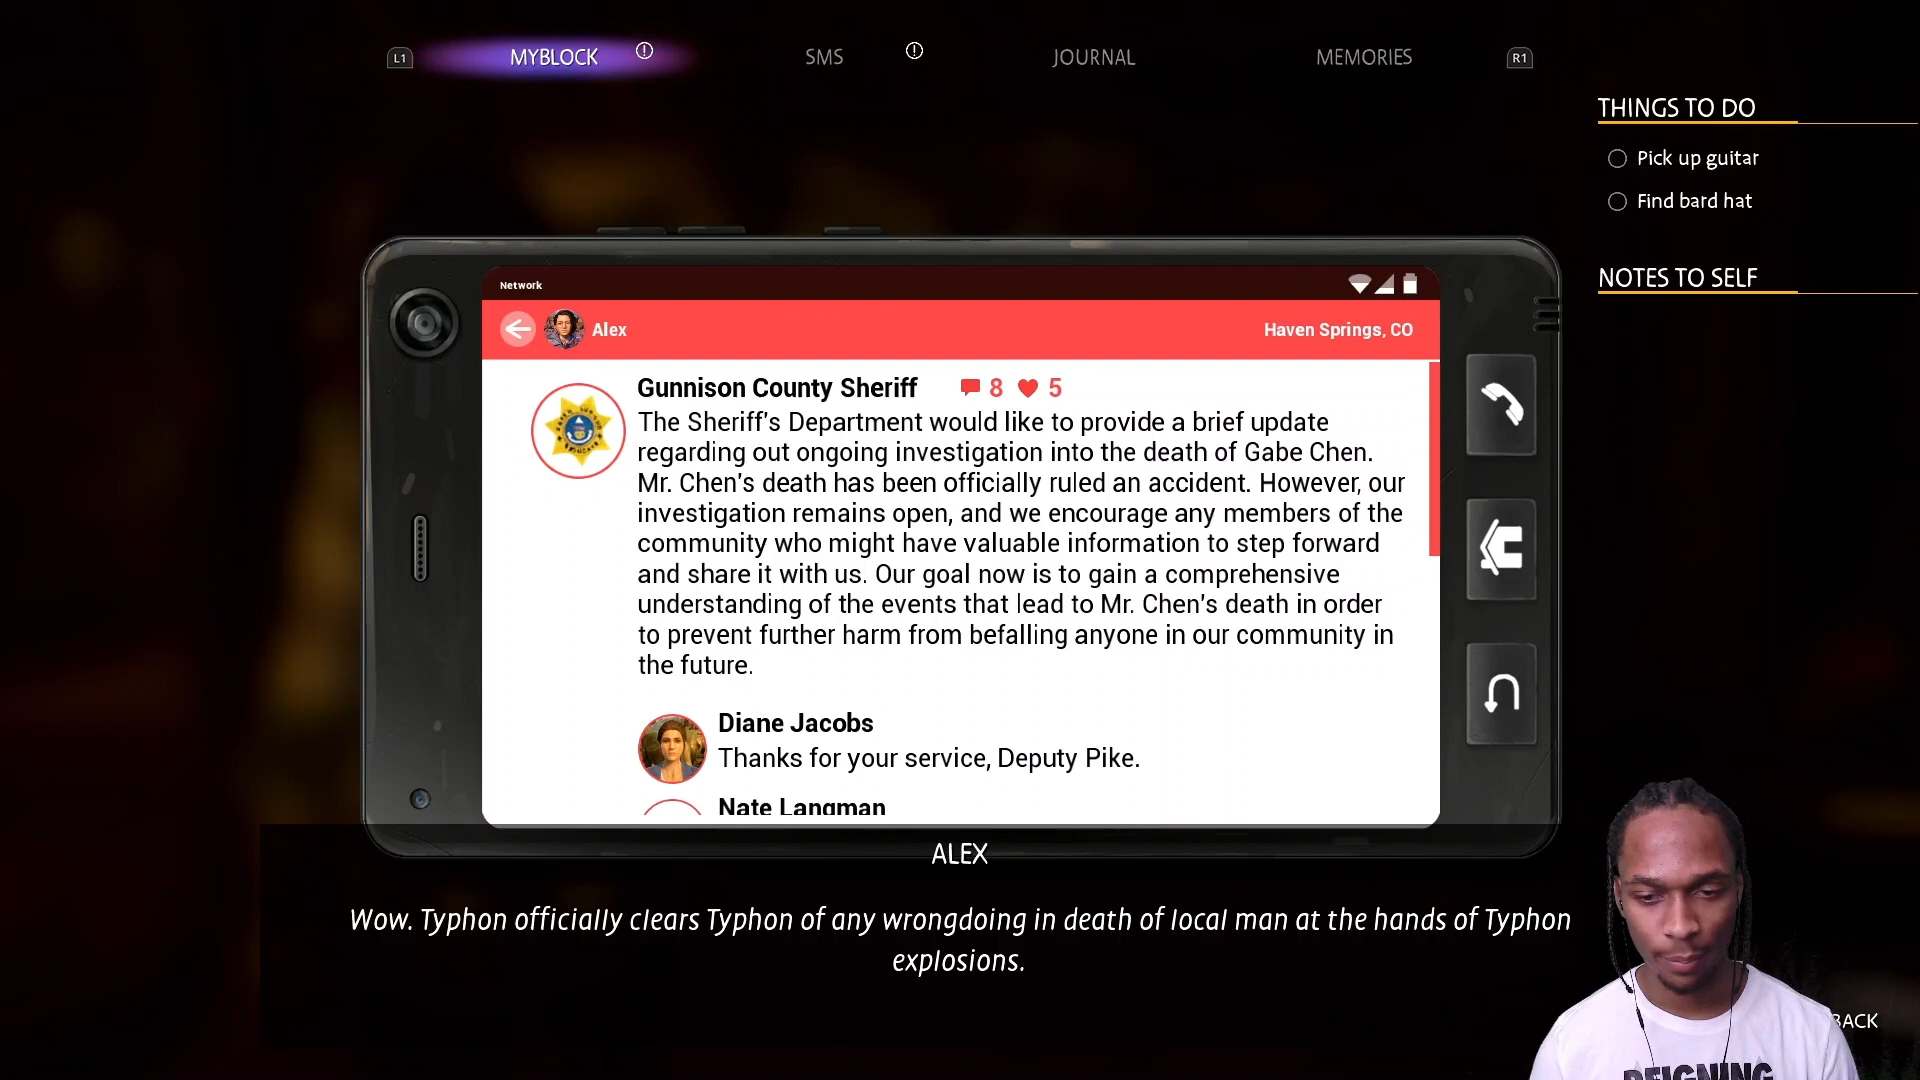 L1
MYBLOCK
SMS
JOURNAL
MEMORIES
R1
THINGS TO DO
Pick up guitar
Find bard hat
NOTES TO SELF
Network
Alex
Haven Springs, CO
Gunnison County Sheriff 8 5
The Sheriff's Department would like to provide a brief update
regarding out ongoing investigation into the death of Gabe Chen.
Mr. Chen's death has been officially ruled an accident. However, our
investigation remains open, and we encourage any members of the
community who might have valuable information to step forward
and share it with us. Our goal now is to gain a comprehensive
understanding of the events that lead to Mr. Chen's death in order
to prevent further harm from befalling anyone in our community in
the future.
Diane Jacobs
Thanks for your service, Deputy Pike.
Nate Langman
ALEX
Wow. Typhon officially clears Typhon of any wrongdoing in death of local man at the hands of Typhon
explosions.
BACK
REIGNING